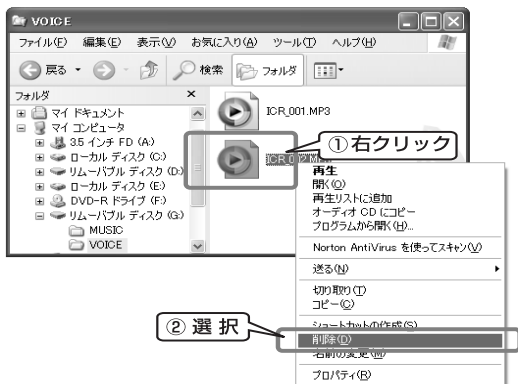 VOICE
ファイル(F) 編集(E) 表示(V) お気に入り(A) ツール(T) ヘルプ(H)
戻る 検索 フォルダ
フォルダ ×
マイ ドキュメント
マイ コンピュータ
3.5 インチ FD (A:)
ローカル ディスク (C:)
リムーバブル ディスク (D:)
ローカル ディスク (E:)
DVD-R ドライブ (F:)
リムーバブル ディスク (G:)
MUSIC
VOICE
ICR_001.MP3
①右クリック
ICR_002.MP3
再生
開く(O)
再生リストに追加
オーディオ CD にコピー
プログラムから開く(H)...
Norton AntiVirus を使ってスキャン(V)
送る(N)
切り取り(T)
コピー(C)
ショートカットの作成(S)
② 選 択
削除(D)
名前の変更(M)
プロパティ(R)